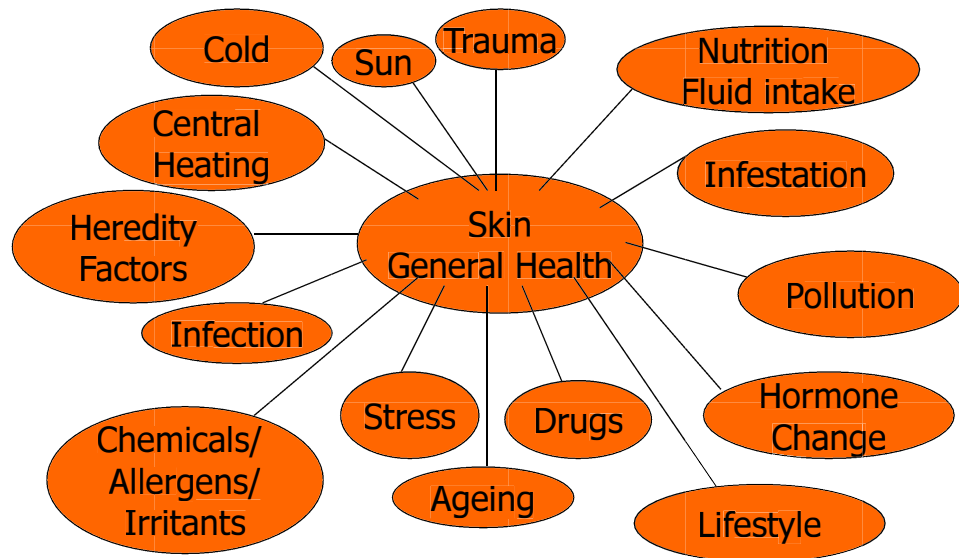 Cold
Sun
Trauma
Nutrition
Fluid intake
Central
Heating
Infestation
Heredity
Factors
Skin
General Health
Pollution
Infection
Stress
Drugs
Hormone
Change
Chemicals/
Allergens/
Irritants
Ageing
Lifestyle